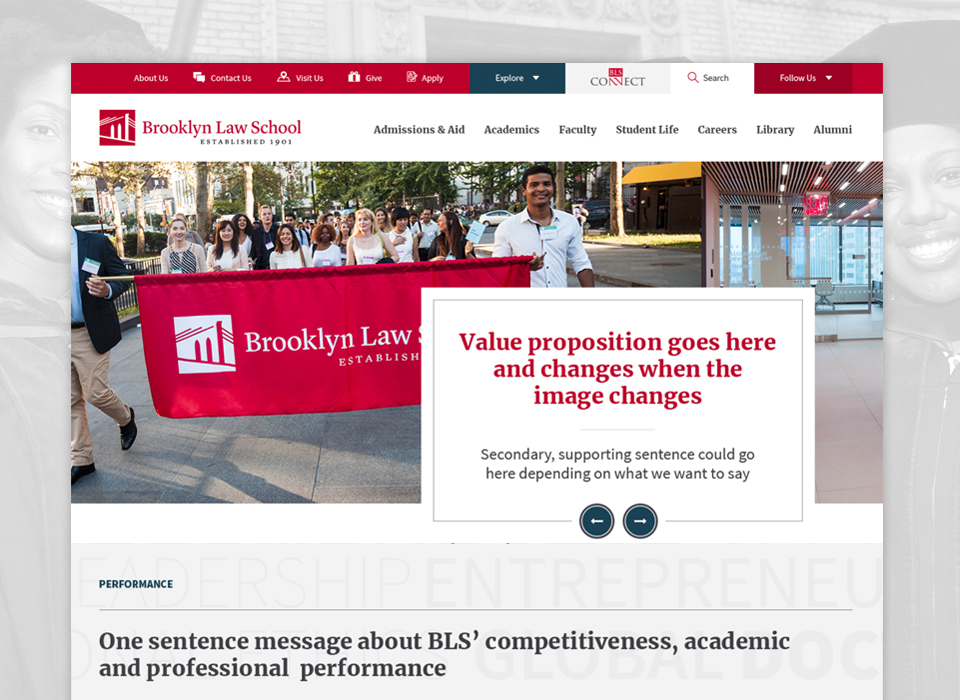 About Us
Contact Us
Visit Us
Give
Apply
Explore
BLS
CONNECT
Search
Follow Us
Brooklyn Law School
ESTABLISHED 1901
Admissions & Aid
Academics
Faculty
Student Life
Careers
Library
Alumni
Brooklyn Law S
ESTABLISH
Value proposition goes here
and changes when the
image changes
Secondary, supporting sentence could go
here depending on what we want to say
LEADERSHIP ENTREPRENEU
PERFORMANCE
GLOBAL DOC
One sentence message about BLS’ competitiveness, academic
and professional performance